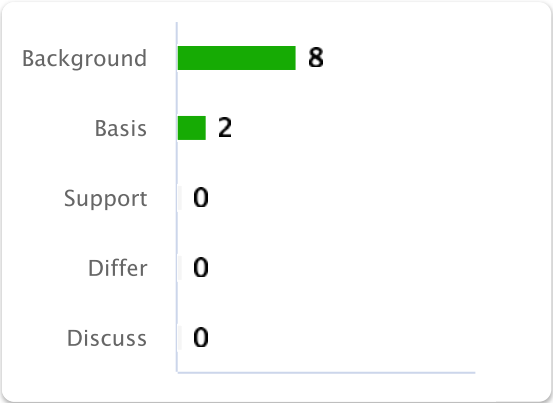 Background 8
Basis 2
Support 0
Differ 0
Discuss 0